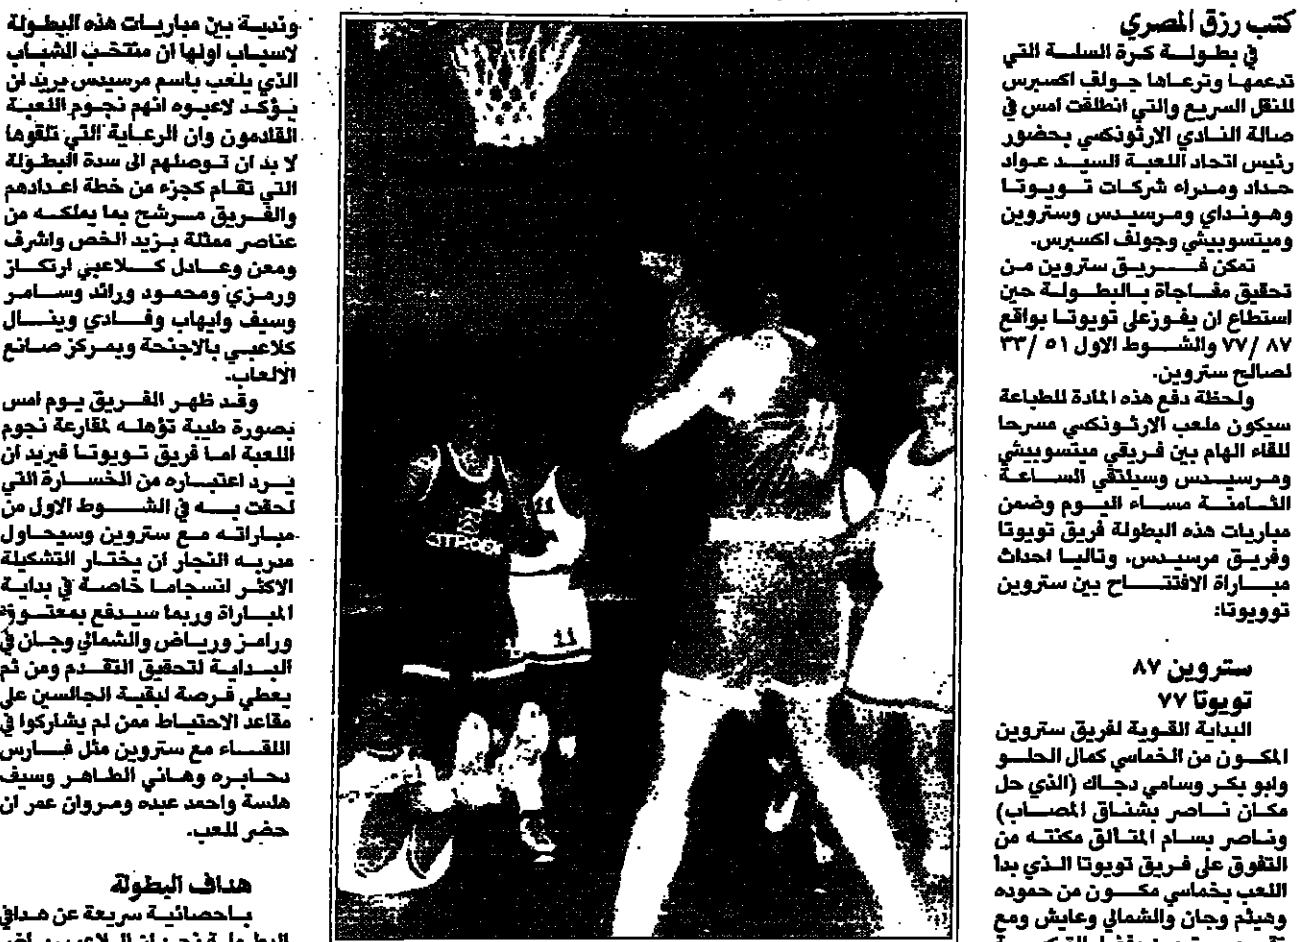 كتب رزق المصري
في بطولة كرة السلة التي
تدعمها وترعاها جولف اكسبرس
للنقل السريع والتي انطلقت امس في
صالة النادي الارثوذكسي بحضور
رئيس اتحاد اللعبة السيد عواد
حداد ومدراء شركات تويوتا
وهونداي ومرسيدس وستروين
وميتسوبيشي وجولف اكسبرس.
تمكن فريق ستروين من
تحقيق مفاجاة بالبطولة حين
استطاع ان يفوز على تويوتا بواقع
٨٧ /٧٧ والشوط الاول ٥١ /٣٣
لصالح ستروين.
ولحظة دفع هذه المادة للطباعة
سيكون ملعب الارثوذكسي مسرحا
للقاء الهام بين فريقي ميتسوبيشي
ومرسيدس وسيلتقي الساعة
الثامنة مساء اليوم وضمن
مباريات هذه البطولة فريق تويوتا
وفريق مرسيدس، وتاليا احداث
مباراة الافتتاح بين ستروين
توويوتا:
ستروين ٨٧
تويوتا ٧٧
البداية القوية لفريق ستروين
المكون من الخماسي كمال الحلو
وابو بكر وسامي دجاك (الذي حل
مكان ناصر بشناق المصاب)
وناصر بسام المتالق مكنته من
التفوق على فريق تويوتا الذي بدا
اللعب بخماسي مكون من حموده
وهيثم وجان والشمالي وعايش ومع
وندية بين مباريات هذه البطولة
لاسباب اولها ان منتخب الشباب
الذي يلعب باسم مرسيدس يريد ان
يؤكد لاعبوه انهم نجوم اللعبة
القادمون وان الرعاية التي تلقوها
لا بد ان توصلهم الى سدة البطولة
التي تقام كجزء من خطة اعدادهم
والفريق مرشح بما يملكه من
عناصر ممثلة بزيد الخص واشرف
ومعن وعادل كلاعبي ارتكاز
ورمزي ومحمود ورائد وسامر
وسيف وايهاب وفادي وينال
كلاعبي بالاجنحة وبمركز صانع
الالعاب.
وقد ظهر الفريق يوم امس
بصورة طيبة تؤهله لمقارعة نجوم
اللعبة اما فريق تويوتا فيريد ان
يرد اعتباره من الخسارة التي
لحقت به في الشوط الاول من
مباراته مع ستروين وسيحاول
مدربه النجار ان يختار التشكيلة
الاكثر انسجاما خاصة في بداية
المباراة وربما سيدفع بمعتوق
ورامز ورياض والشمالي وجان في
البداية لتحقيق التقدم ومن ثم
يعطي فرصة لبقية الجالسين على
مقاعد الاحتياط ممن لم يشاركوا في
اللقاء مع ستروين مثل فارس
دحابره وهاني الطاهر وسيف
هلسة واحمد عبده ومروان عمر ان
حضر للعب.
هداف البطولة
باحصائية سريعة عن هدافي
11
11